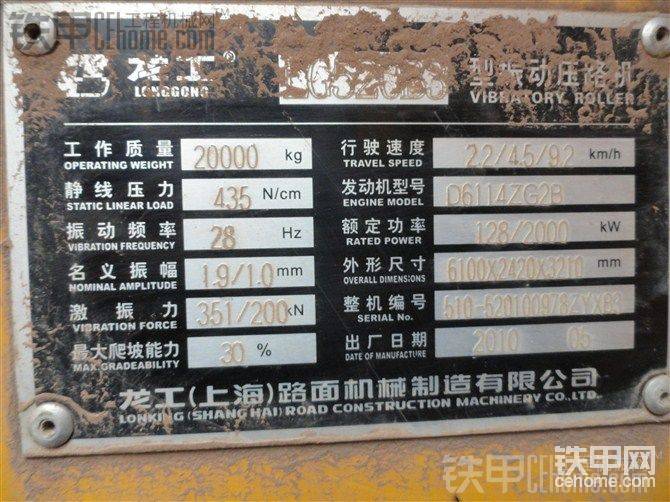 铁甲工程机械网
cehome.com
龙工®
LONGGONG
型振动压路机
VIBRATORY ROLLER
工作质量 20000 kg
OPERATING WEIGHT
静线压力 435 N/cm
STATIC LINEAR LOAD
振动频率 28 Hz
VIBRATION FREQUENCY
名义振幅 1.9/1.0 mm
NOMINAL AMPLITUDE
激振力 351/200 kN
VIBRATION FORCE
最大爬坡能力 30 %
MAX.GRADEABILITY
行驶速度 2.2/4.5/9.2 km/h
TRAVEL SPEED
发动机型号 D6114ZG2B
ENGINE MODEL
额定功率 128/2000 kW
RATED POWER
外形尺寸 6100X2420X3210 mm
OVERALL DIMENSIONS
整机编号
SERIAL No.
出厂日期 2010 06
DATE OF MANUFACTURE
龙工(上海)路面机械制造有限公司
LONKING (SHANG HAI) ROAD CONSTRUCTION MACHINERY CO.,LTD.
铁甲网
cehome.com